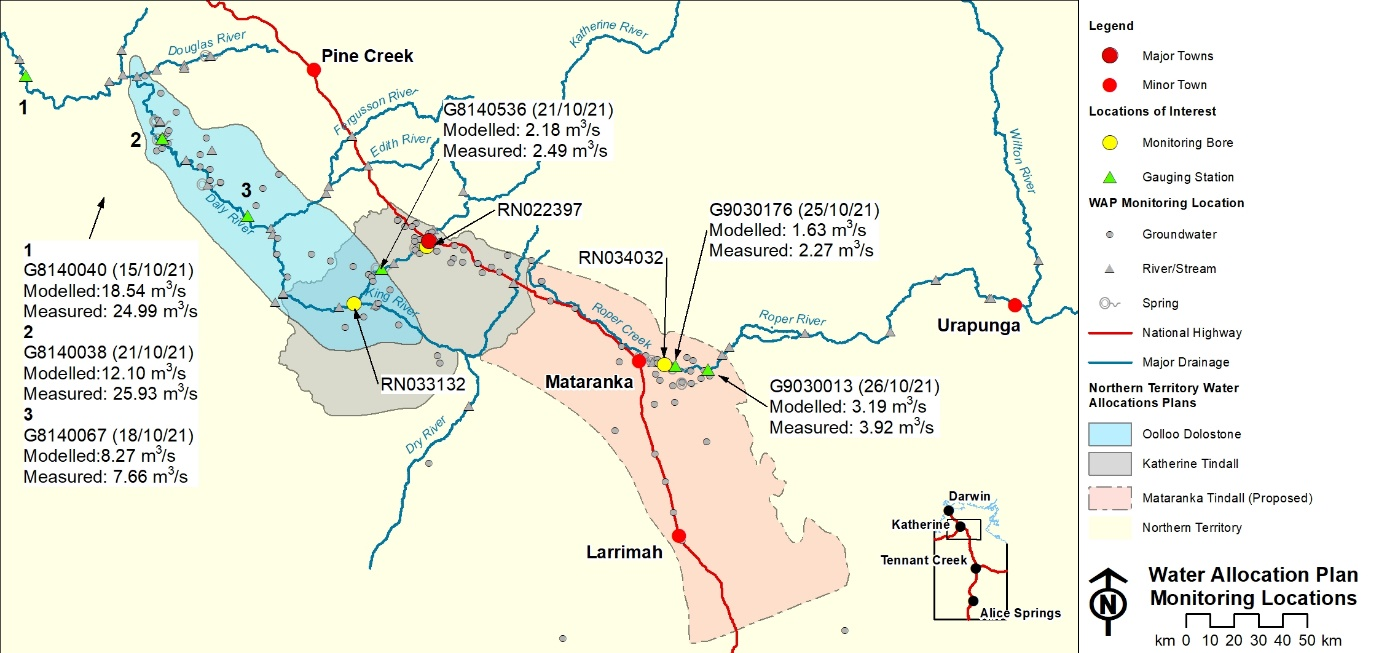 Douglas River
Pine Creek
Katherine River
1
2
3
Fergusson River
Edith River
G8140536 (21/10/21)
Modelled: 2.18 m³/s
Measured: 2.49 m³/s
Wilton River
Daly River
RN022397
G9030176 (25/10/21)
Modelled: 1.63 m³/s
Measured: 2.27 m³/s
RN034032
1
G8140040 (15/10/21)
Modelled:18.54 m³/s
Measured: 24.99 m³/s
2
G8140038 (21/10/21)
Modelled: 12.10 m³/s
Measured: 25.93 m³/s
3
G8140067 (18/10/21)
Modelled: 8.27 m³/s
Measured: 7.66 m³/s
King River
Roper Creek
Roper River
Urapunga
RN033132
Mataranka
G9030013 (26/10/21)
Modelled: 3.19 m³/s
Measured: 3.92 m³/s
Dry River
Larrimah
Darwin
Katherine
Tennant Creek
Alice Springs
Legend
Major Towns
Minor Town
Locations of Interest
Monitoring Bore
Gauging Station
WAP Monitoring Location
Groundwater
River/Stream
Spring
National Highway
Major Drainage
Northern Territory Water
Allocations Plans
Oolloo Dolostone
Katherine Tindall
Mataranka Tindall (Proposed)
Northern Territory
N
Water Allocation Plan
Monitoring Locations
km 0 10 20 30 40 50 km